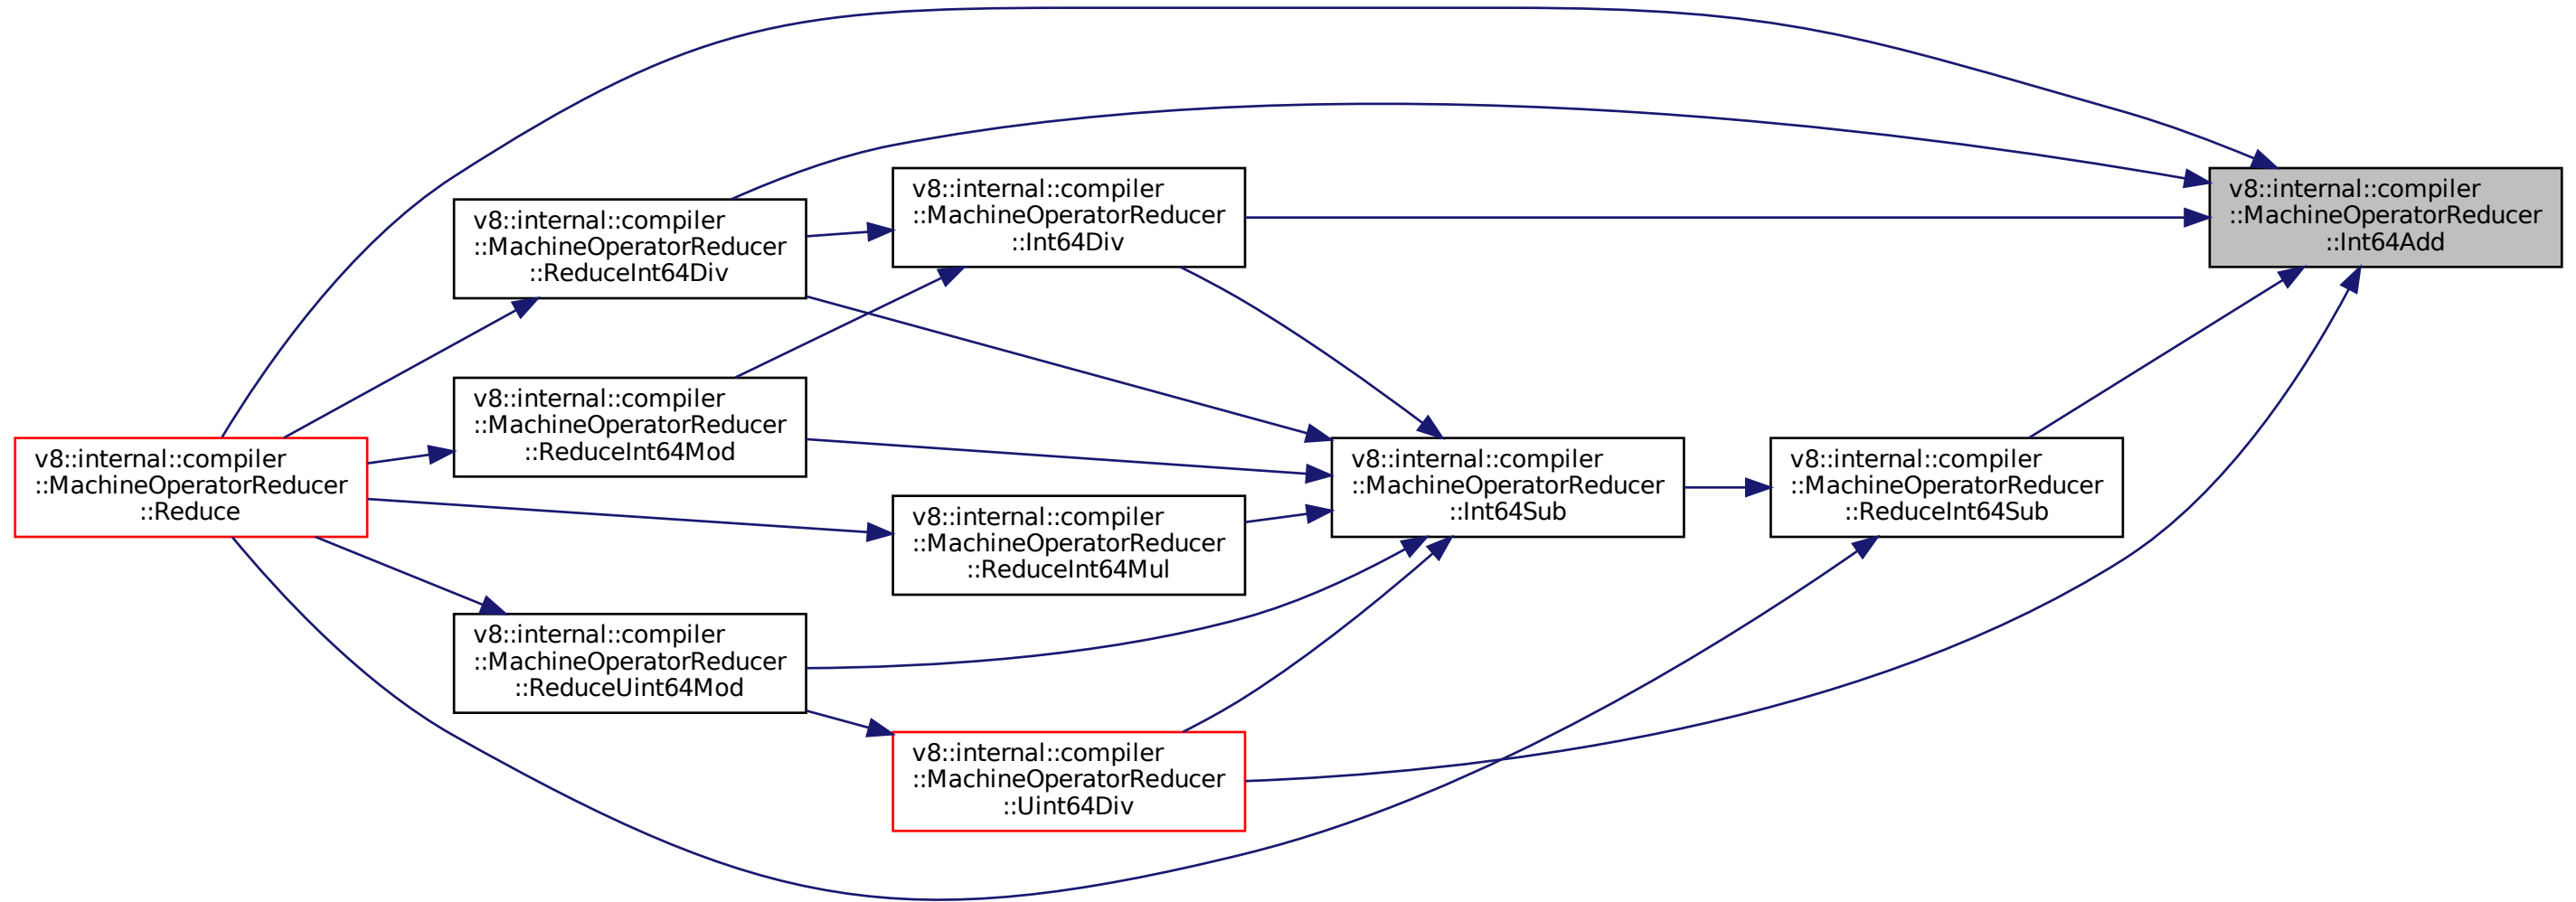 v8::internal::compiler
::MachineOperatorReducer
::Int64Add
v8::internal::compiler
::MachineOperatorReducer
::Int64Div
v8::internal::compiler
::MachineOperatorReducer
::ReduceInt64Div
v8::internal::compiler
::MachineOperatorReducer
::ReduceInt64Mod
v8::internal::compiler
::MachineOperatorReducer
::Reduce
v8::internal::compiler
::MachineOperatorReducer
::Int64Sub
v8::internal::compiler
::MachineOperatorReducer
::ReduceInt64Sub
v8::internal::compiler
::MachineOperatorReducer
::ReduceInt64Mul
v8::internal::compiler
::MachineOperatorReducer
::ReduceUint64Mod
v8::internal::compiler
::MachineOperatorReducer
::Uint64Div